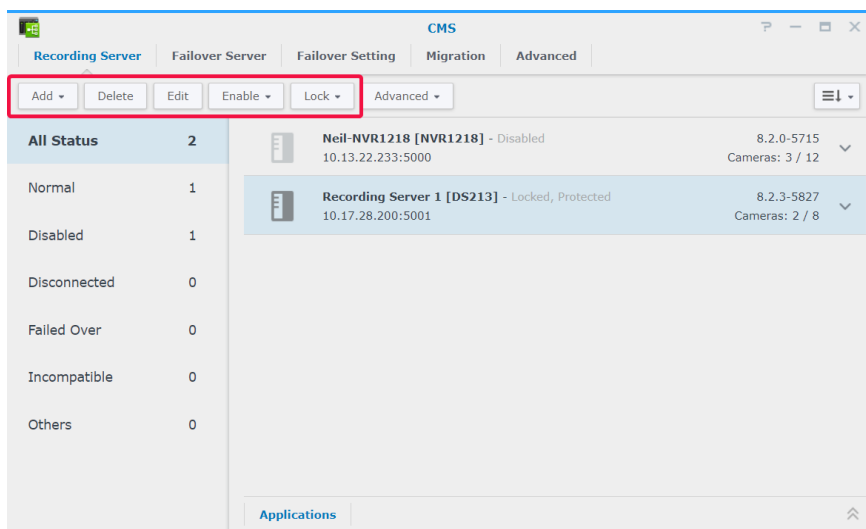 CMS
Recording Server Failover Server Failover Setting Migration Advanced
Add Delete Edit Enable Lock Advanced
All Status 2
Normal 1
Disabled 1
Disconnected 0
Failed Over 0
Incompatible 0
Others 0
Neil-NVR1218 [NVR1218] - Disabled 8.2.0-5715
10.13.22.233:5000 Cameras: 3 / 12
Recording Server 1 [DS213] - Locked, Protected 8.2.3-5827
10.17.28.200:5001 Cameras: 2 / 8
Applications